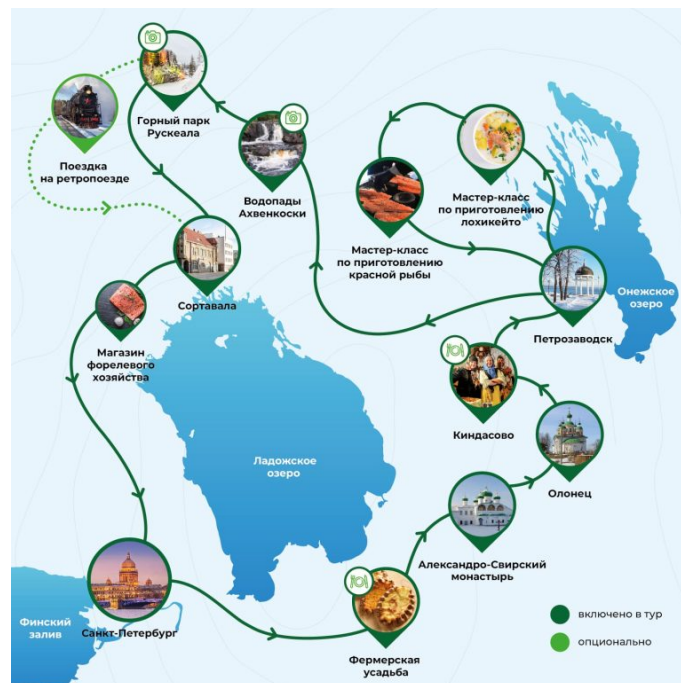 Горный парк
Рускеала
Поездка
на ретропоезде
Водопады
Ахвенкоски
Мастер-класс
по приготовлению
лохикейто
Мастер-класс
по приготовлению
красной рыбы
Онежское
озеро
Сортавала
Петрозаводск
Магазин
форелевого
хозяйства
Киндасово
Ладожское
озеро
Олонец
Александро-Свирский
монастырь
Финский
залив
Санкт-Петербург
Фермерская
усадьба
включено в тур
опционально